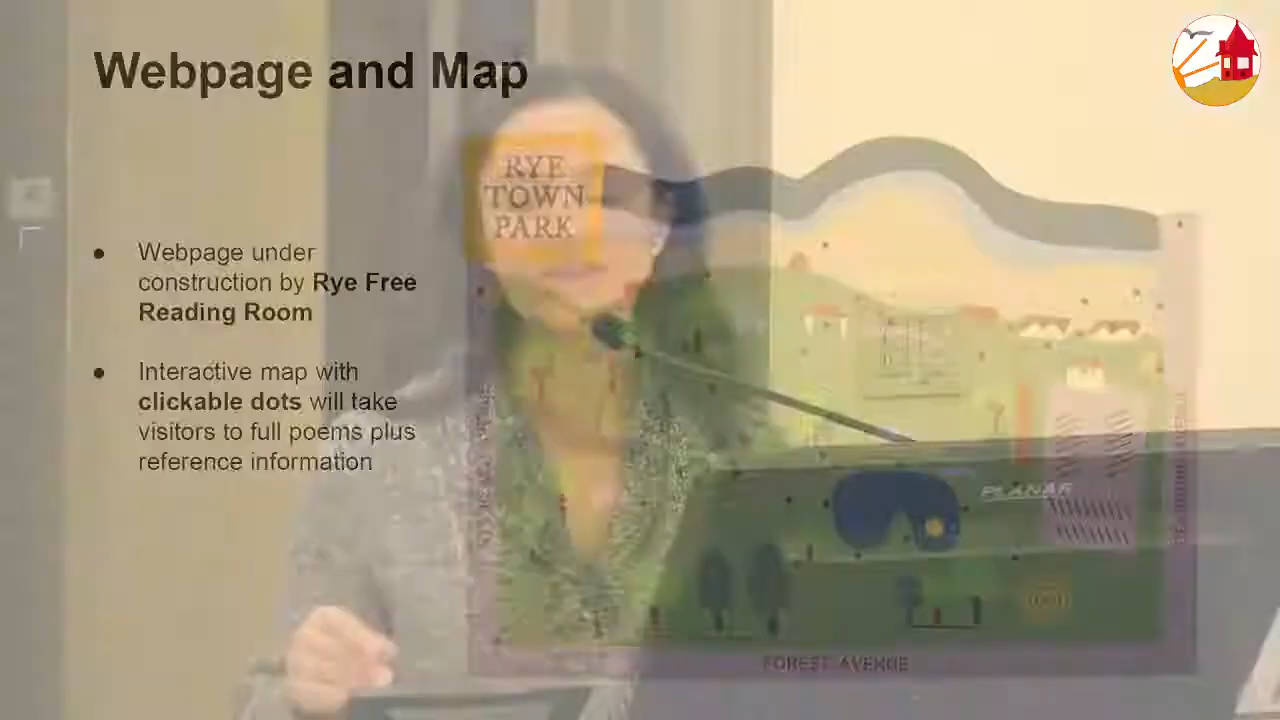 Webpage and Map
RYE
TOWN
PARK
● Webpage under
construction by Rye Free
Reading Room
● Interactive map with
clickable dots will take
visitors to full poems plus
reference information
PLANAR
FOREST AVENUE